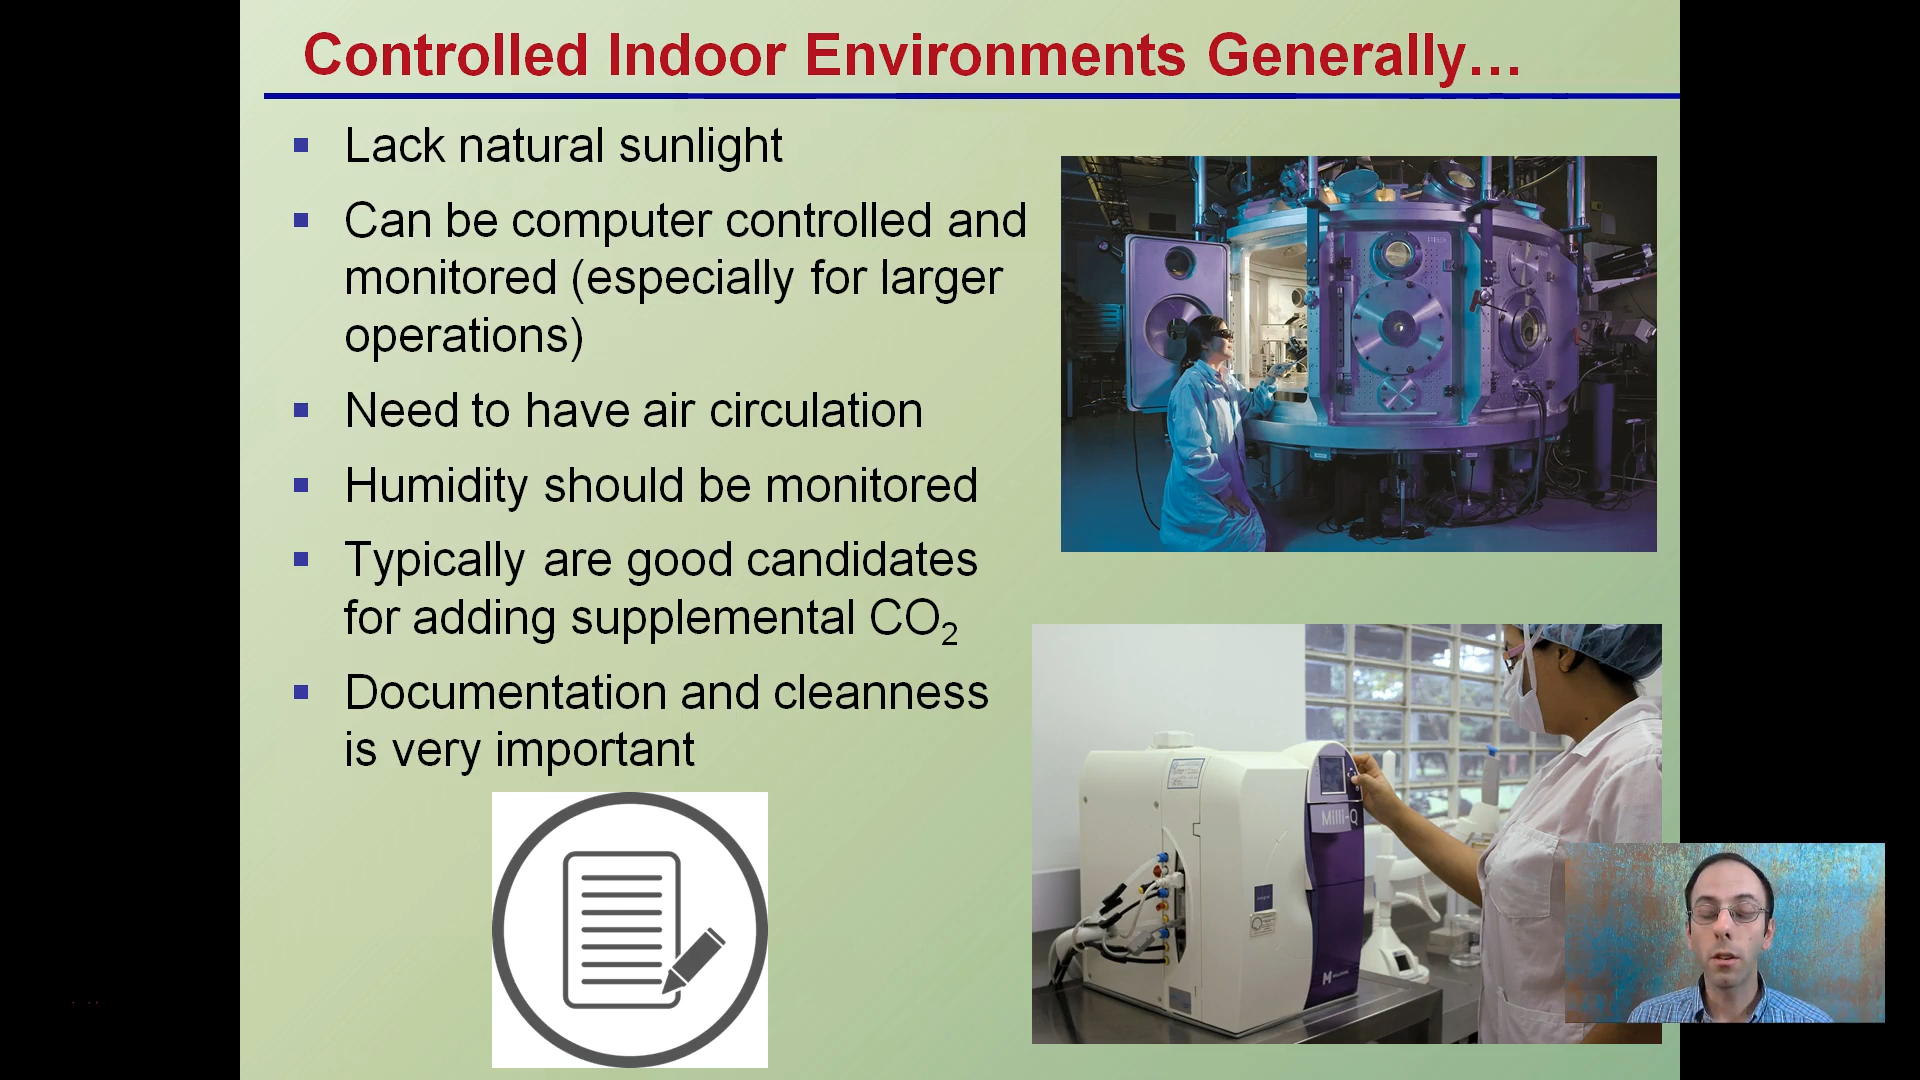 Controlled Indoor Environments Generally…
Lack natural sunlight
Can be computer controlled and
monitored (especially for larger
operations)
Need to have air circulation
Humidity should be monitored
Typically are good candidates
for adding supplemental CO₂
Documentation and cleanness
is very important
Milli-Q